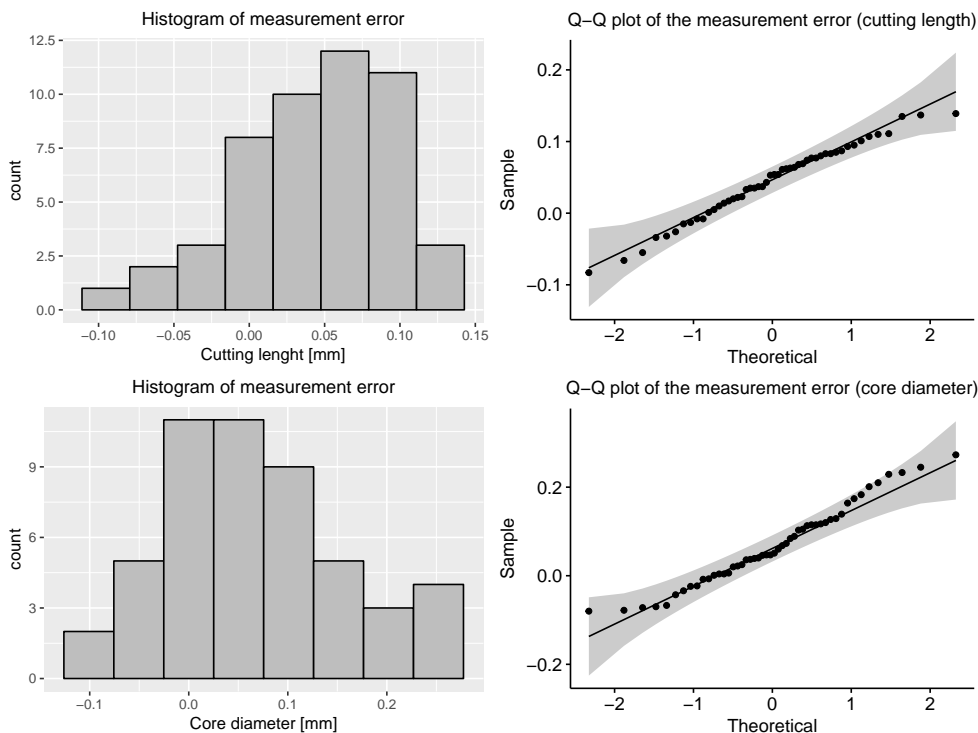 Histogram of measurement error
12.5
10.0
7.5
5.0
2.5
0.0
count
−0.10 −0.05 0.00 0.05 0.10 0.15
Cutting lenght [mm]
Q−Q plot of the measurement error (cutting length)
0.2
0.1
0.0
−0.1
Sample
−2 −1 0 1 2
Theoretical
Histogram of measurement error
9
6
3
0
count
−0.1 0.0 0.1 0.2
Core diameter [mm]
Q−Q plot of the measurement error (core diameter)
0.2
0.0
−0.2
Sample
−2 −1 0 1 2
Theoretical